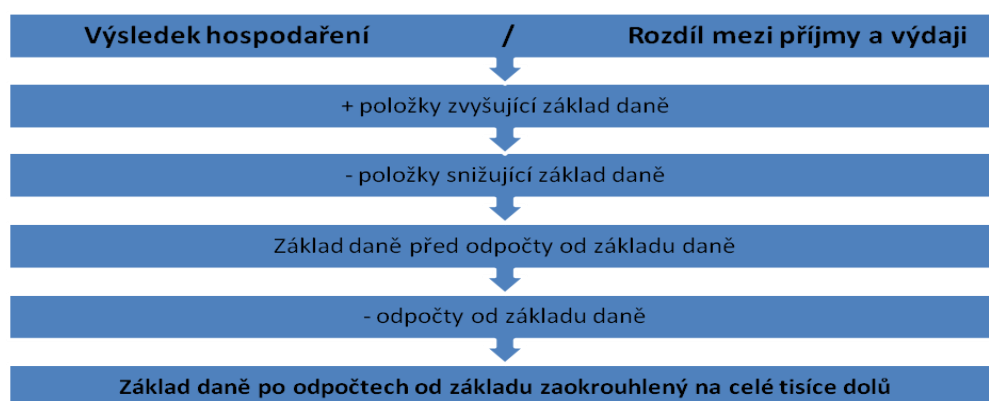 Výsledek hospodaření / Rozdíl mezi příjmy a výdaji
+ položky zvyšující základ daně
- položky snižující základ daně
Základ daně před odpočty od základu daně
- odpočty od základu daně
Základ daně po odpočtech od základu zaokrouhlený na celé tisíce dolů